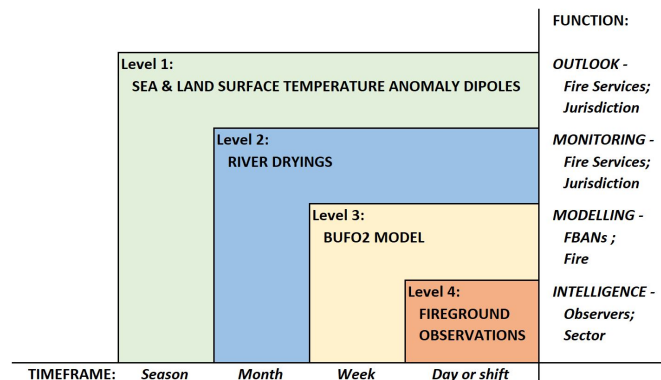 FUNCTION:
Level 1:
SEA & LAND SURFACE TEMPERATURE ANOMALY DIPOLES
OUTLOOK -
Fire Services;
Jurisdiction
Level 2:
RIVER DRYINGS
MONITORING -
Fire Services;
Jurisdiction
Level 3:
BUFO2 MODEL
MODELLING -
FBANs ;
Fire
Level 4:
FIREGROUND
OBSERVATIONS
INTELLIGENCE -
Observers;
Sector
TIMEFRAME: Season Month Week Day or shift